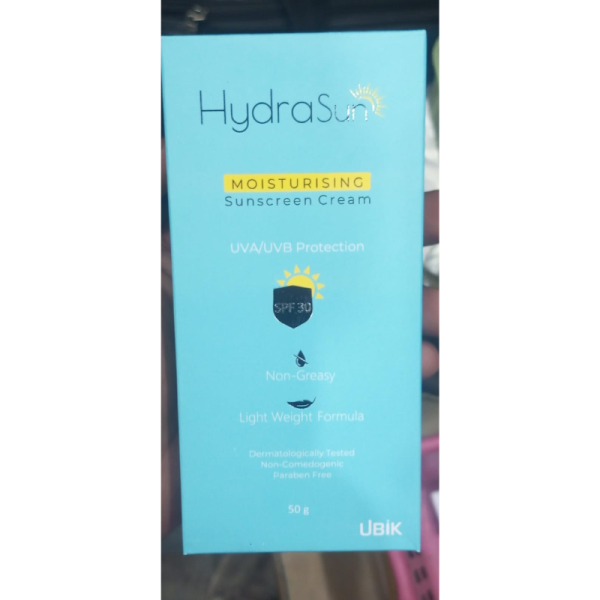 HydraSun
MOISTURISING
Sunscreen Cream
UVA/UVB Protection
SPF 30
Non-Greasy
Light Weight Formula
Dermatologically Tested
Non-Comedogenic
Paraben Free
50 g
UBIK